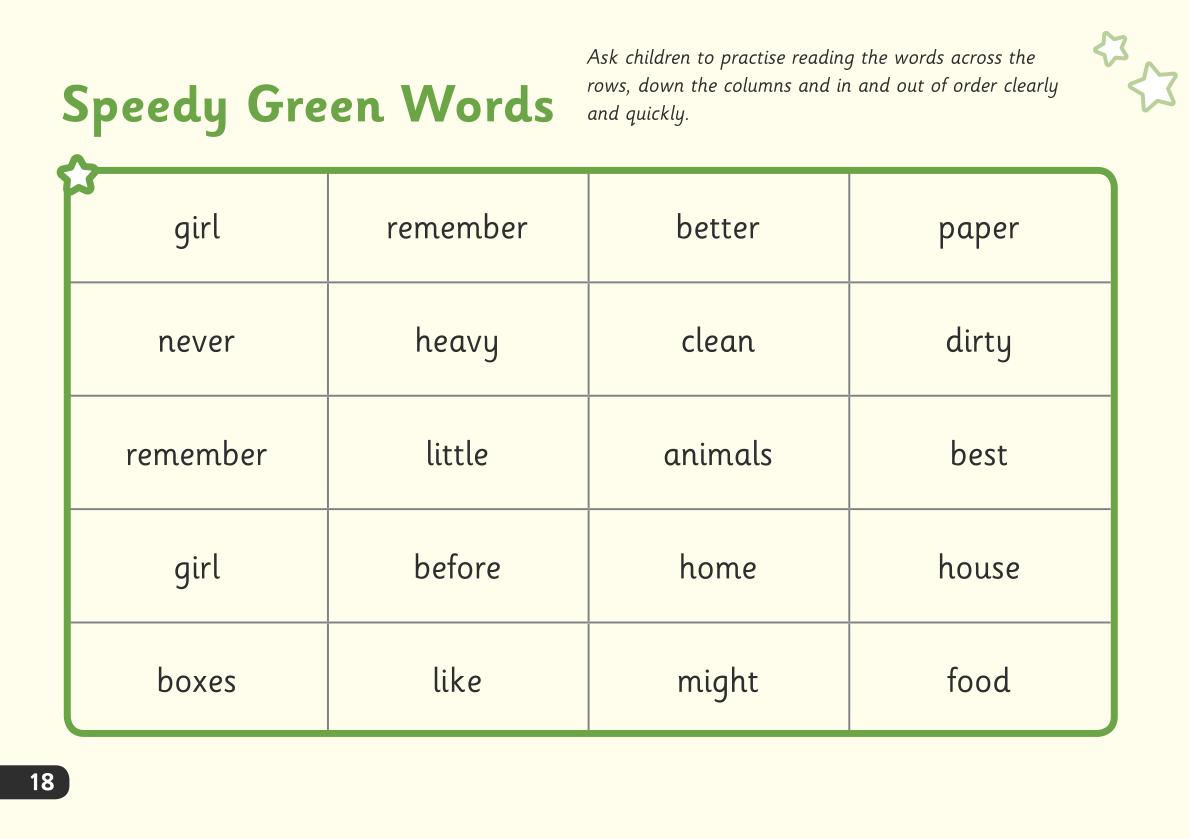 Speedy Green Words
Ask children to practise reading the words across the
rows, down the columns and in and out of order clearly
and quickly.
girl remember better paper
never heavy clean dirty
remember little animals best
girl before home house
boxes like might food
18